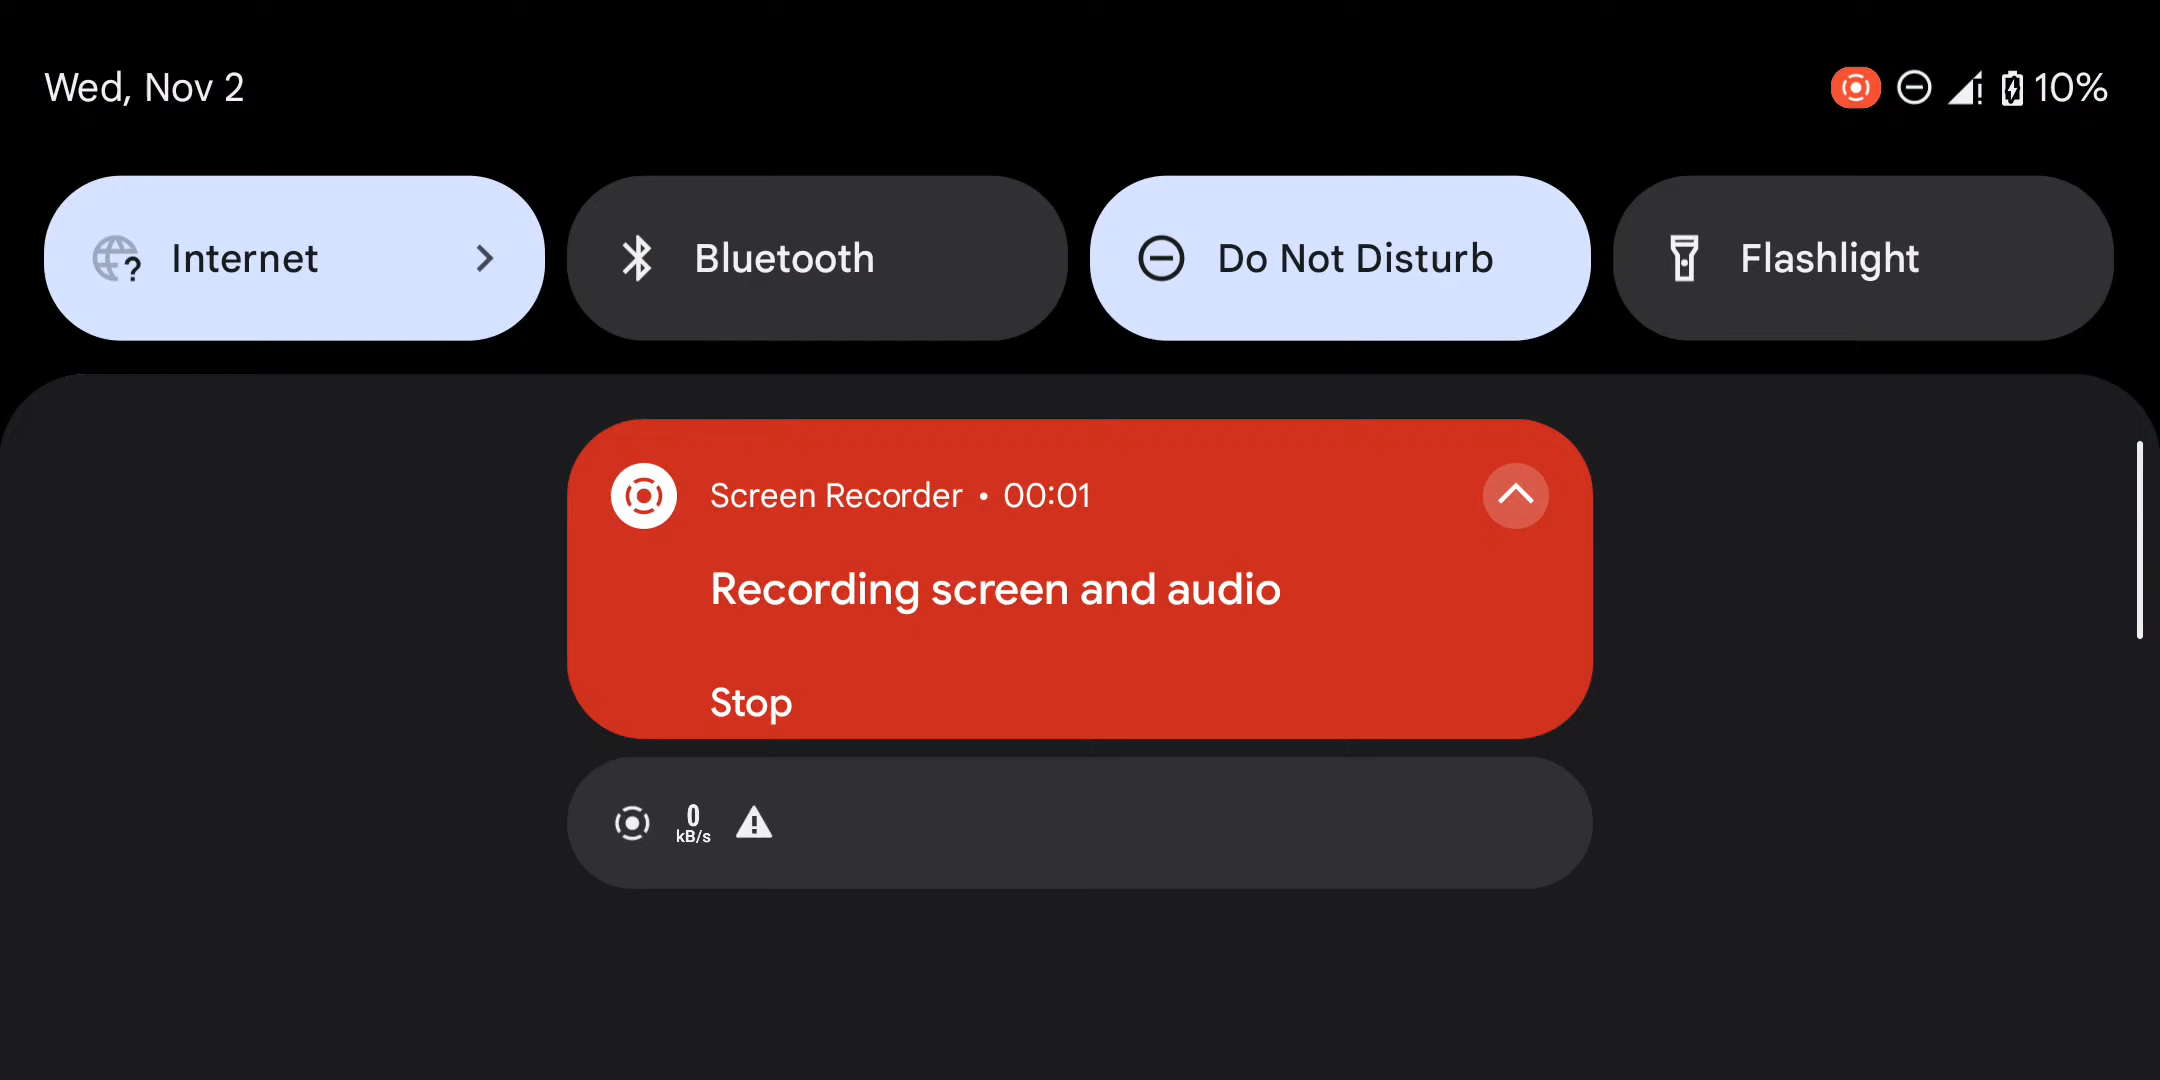 Wed, Nov 2
10%
Internet
Bluetooth
Do Not Disturb
Flashlight
Screen Recorder • 00:01
Recording screen and audio
Stop
0
kB/s